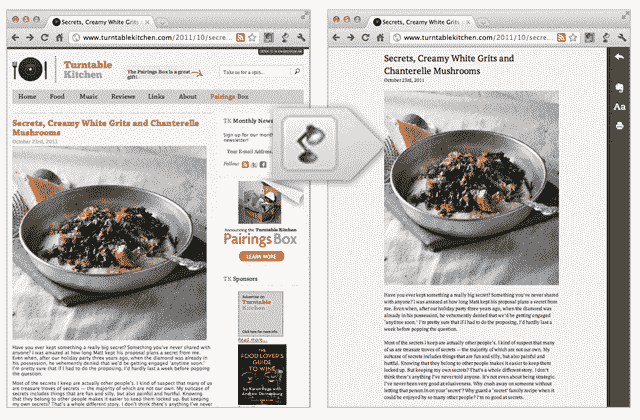 Secrets, Creamy White Grits
www.turntablekitchen.com/2011/10/secre
Turntable
Kitchen
The Pairings Box is a great
gift!
Take us for a spin...
Home Food Music Reviews Links About Pairings Box
Secrets, Creamy White Grits and Chanterelle
Mushrooms
October 23rd, 2011
TK Monthly News
Sign up for our month
newsletter!
Your E-mail Address
Follow:
Announcing the Turntable Kitchen
Pairings Box
LEARN MORE
TK Sponsors
Advertise on
Turntable
Kitchen
Click here for more info.
Read more...
THE FOOD LOVER'S
GUIDE TO
WINE
Have you ever kept something a really big secret? Something you've never shared with
anyone? I was amazed at how long Matt kept his proposal plans a secret from me.
Even when, after our holiday party three years ago, when the diamond was already in
his possession, he vehemently denied that we'd be getting engaged "anytime soon."
I'm pretty sure that if I had to do the proposing, I'd hardly last a week before popping
the question.
Most of the secrets I keep are actually other people's. I kind of suspect that many of us
are treasure troves of secrets -- the majority of which are not our own. My suitcase of
secrets includes things that are fun and silly, but also painful and fortunate. Knowing
that they belong to other people makes it easier to keep them locked up. But keeping
my own secrets? That's a whole different story. I don't think there's anything I've never
Secrets, Creamy White Grits
www.turntablekitchen.com/2011/10/secre
Secrets, Creamy White Grits and
Chanterelle Mushrooms
October 23rd, 2011
Aa
Have you ever kept something a really big secret? Something you've never shared
with anyone? I was amazed at how long Matt kept his proposal plans a secret from
me. Even when, after our holiday party three years ago, when the diamond was
already in his possession, he vehemently denied that we'd be getting engaged
"anytime soon." I'm pretty sure that if I had to do the proposing, I'd hardly last a
week before popping the question.
Most of the secrets I keep are actually other people's. I kind of suspect that many
of us are treasure troves of secrets — the majority of which are not our own. My
suitcase of secrets includes things that are fun and silly, but also painful and
fortunate. Knowing that they belong to other people makes it easier to keep them
locked up. But keeping my own secrets? That's a whole different story. I don't
think there's anything I've never told anyone. It's not even about being strategic.
I've never been very good at elusiveness. Why chase away on someone without
letting that person in on your "secret"? Why guard a "secret" family recipe when it
could be enjoyed by so many other people? I'm no good at secrets.